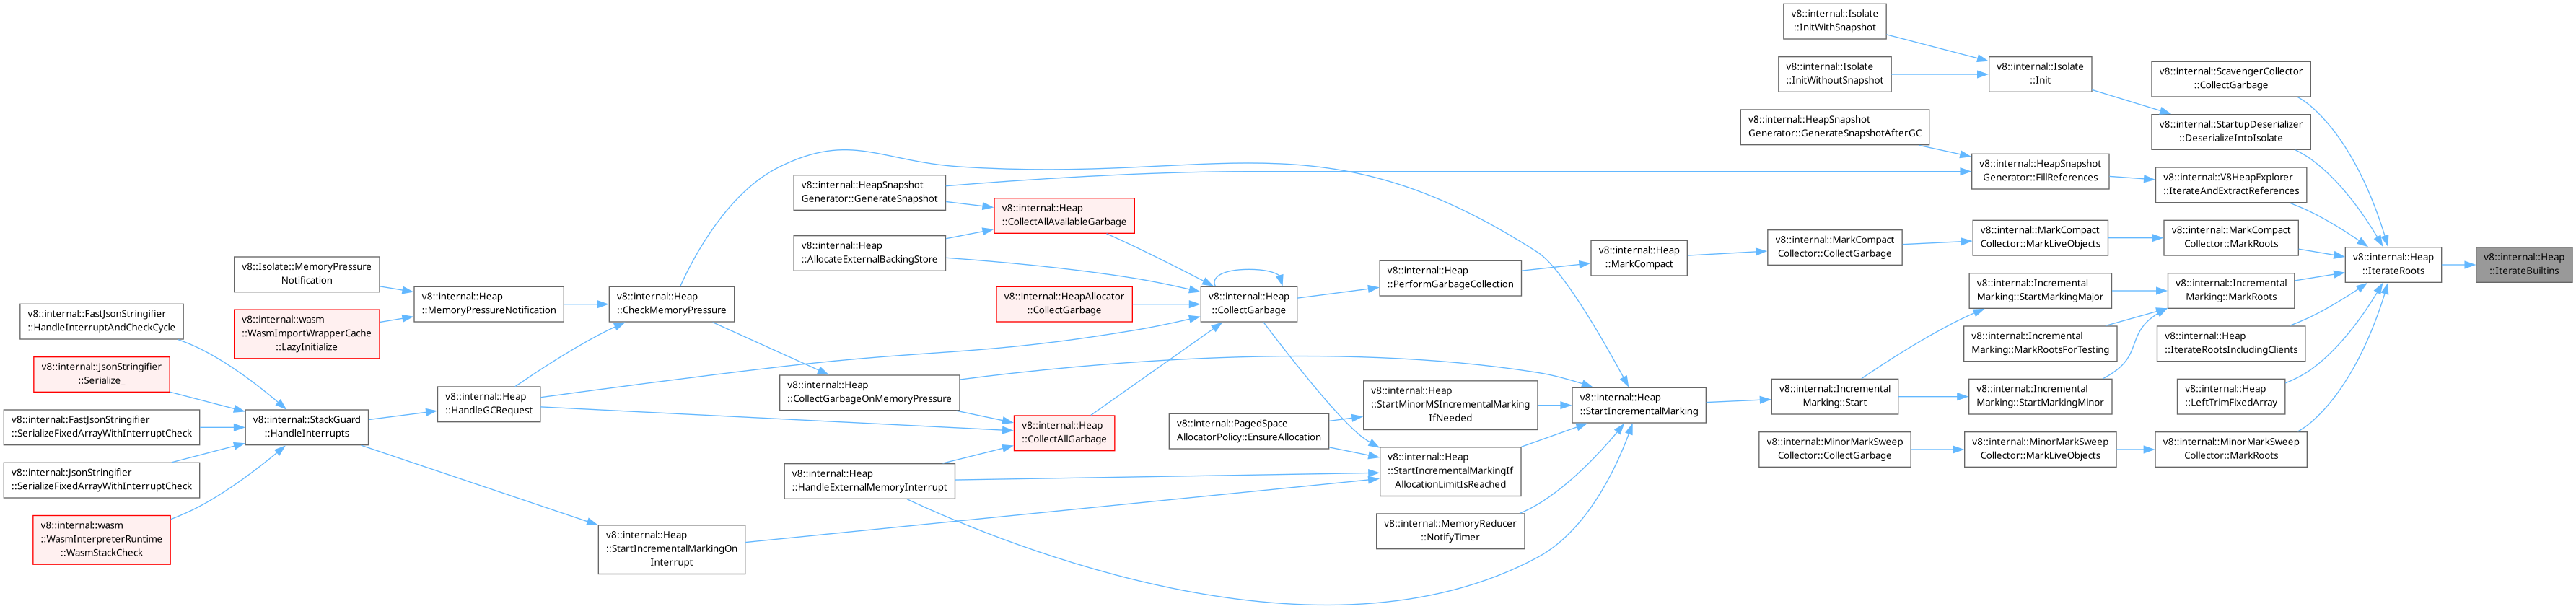 v8::internal::Isolate
::InitWithSnapshot
v8::internal::Isolate
::InitWithoutSnapshot
v8::internal::Isolate
::Init
v8::internal::ScavengerCollector
::CollectGarbage
v8::internal::StartupDeserializer
::DeserializeIntoIsolate
v8::internal::HeapSnapshot
Generator::GenerateSnapshotAfterGC
v8::internal::HeapSnapshot
Generator::FillReferences
v8::internal::V8HeapExplorer
::IterateAndExtractReferences
v8::internal::HeapSnapshot
Generator::GenerateSnapshot
v8::internal::Heap
::CollectAllAvailableGarbage
v8::internal::Heap
::AllocateExternalBackingStore
v8::internal::MarkCompact
Collector::CollectGarbage
v8::internal::MarkCompact
Collector::MarkLiveObjects
v8::internal::MarkCompact
Collector::MarkRoots
v8::internal::Heap
::MarkCompact
v8::internal::Heap
::PerformGarbageCollection
v8::internal::Heap
::IterateRoots
v8::internal::Heap
::IterateBuiltins
v8::Isolate::MemoryPressure
Notification
v8::internal::Heap
::MemoryPressureNotification
v8::internal::Heap
::CheckMemoryPressure
v8::internal::HeapAllocator
::CollectGarbage
v8::internal::Heap
::CollectGarbage
v8::internal::Incremental
Marking::StartMarkingMajor
v8::internal::Incremental
Marking::MarkRoots
v8::internal::FastJsonStringifier
::HandleInterruptAndCheckCycle
v8::internal::wasm
::WasmImportWrapperCache
::LazyInitialize
v8::internal::Incremental
Marking::MarkRootsForTesting
v8::internal::Heap
::IterateRootsIncludingClients
v8::internal::JsonStringifier
::Serialize_
v8::internal::Heap
::HandleGCRequest
v8::internal::Heap
::CollectGarbageOnMemoryPressure
v8::internal::Heap
::StartMinorMSIncrementalMarking
IfNeeded
v8::internal::Heap
::StartIncrementalMarking
v8::internal::Incremental
Marking::Start
v8::internal::Incremental
Marking::StartMarkingMinor
v8::internal::Heap
::LeftTrimFixedArray
v8::internal::FastJsonStringifier
::SerializeFixedArrayWithInterruptCheck
v8::internal::StackGuard
::HandleInterrupts
v8::internal::Heap
::CollectAllGarbage
v8::internal::PagedSpace
AllocatorPolicy::EnsureAllocation
v8::internal::MinorMarkSweep
Collector::CollectGarbage
v8::internal::MinorMarkSweep
Collector::MarkLiveObjects
v8::internal::MinorMarkSweep
Collector::MarkRoots
v8::internal::JsonStringifier
::SerializeFixedArrayWithInterruptCheck
v8::internal::Heap
::HandleExternalMemoryInterrupt
v8::internal::Heap
::StartIncrementalMarkingIf
AllocationLimitIsReached
v8::internal::wasm
::WasmInterpreterRuntime
::WasmStackCheck
v8::internal::Heap
::StartIncrementalMarkingOn
Interrupt
v8::internal::MemoryReducer
::NotifyTimer